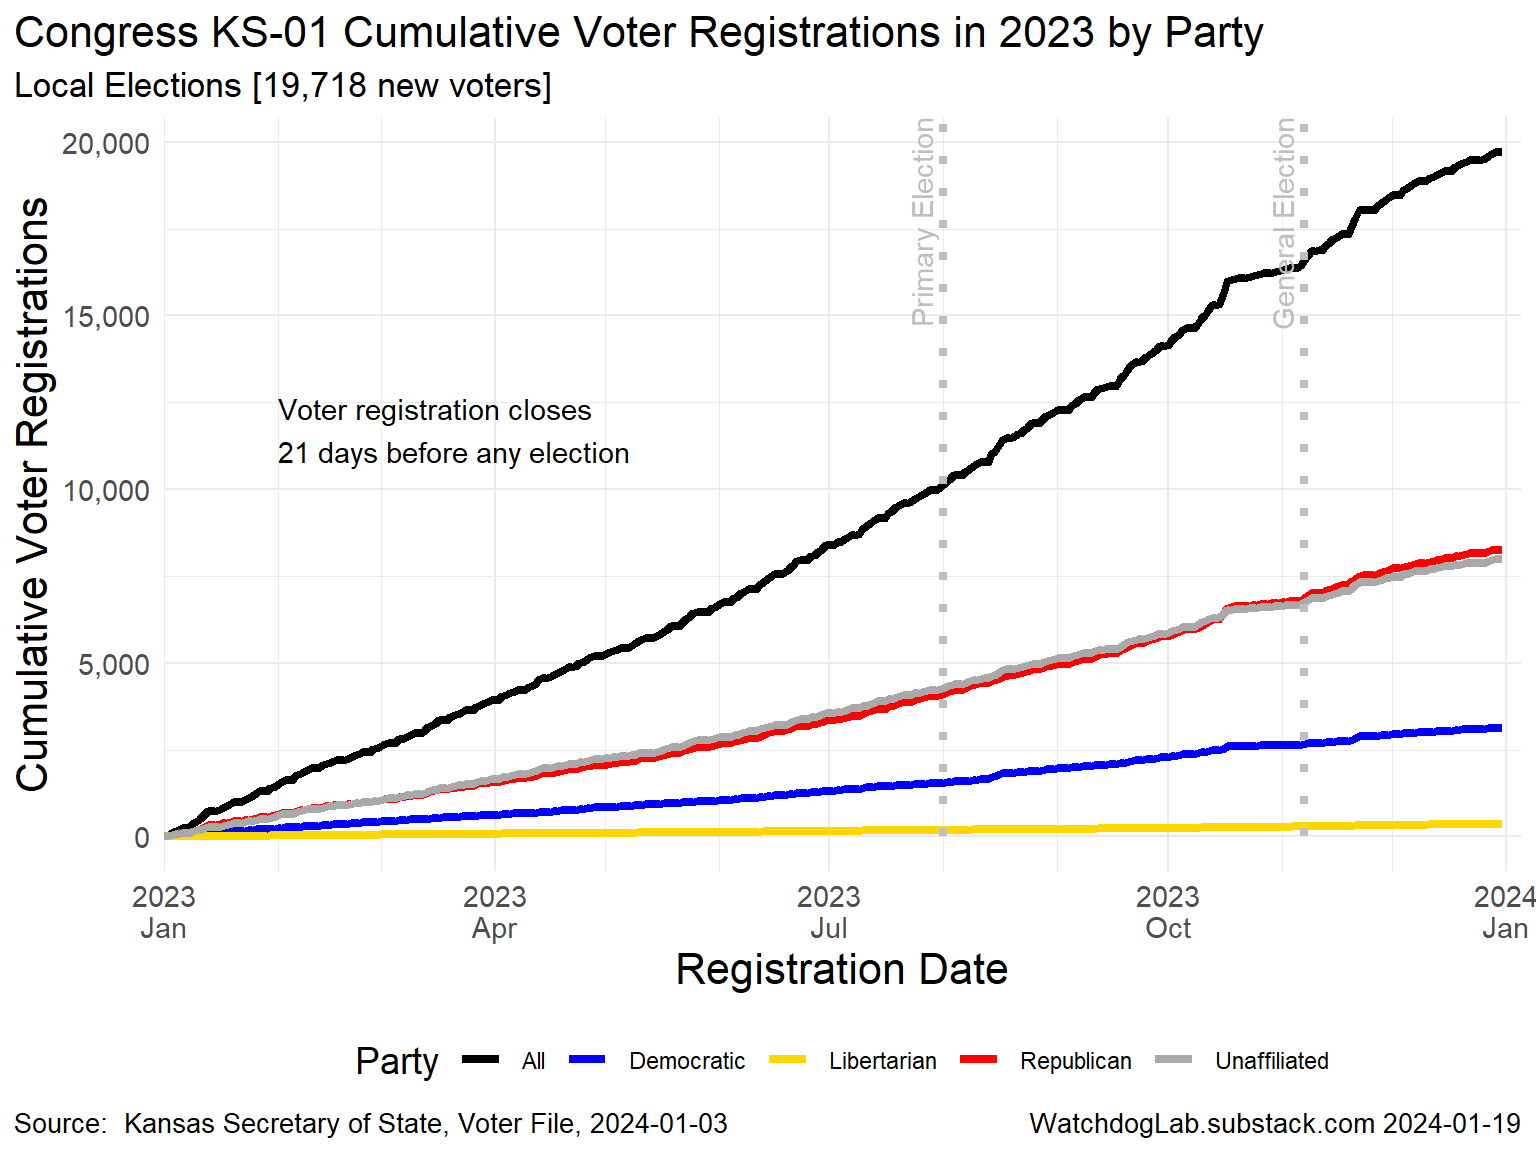 Congress KS-01 Cumulative Voter Registrations in 2023 by Party
Local Elections [19,718 new voters]
Cumulative Voter Registrations
20,000
15,000
10,000
5,000
0
Primary Election
General Election
Voter registration closes
21 days before any election
2023 2023 2023 2023 2024
Jan Apr Jul Oct Jan
Registration Date
Party All Democratic Libertarian Republican Unaffiliated
Source:  Kansas Secretary of State, Voter File, 2024-01-03
WatchdogLab.substack.com 2024-01-19